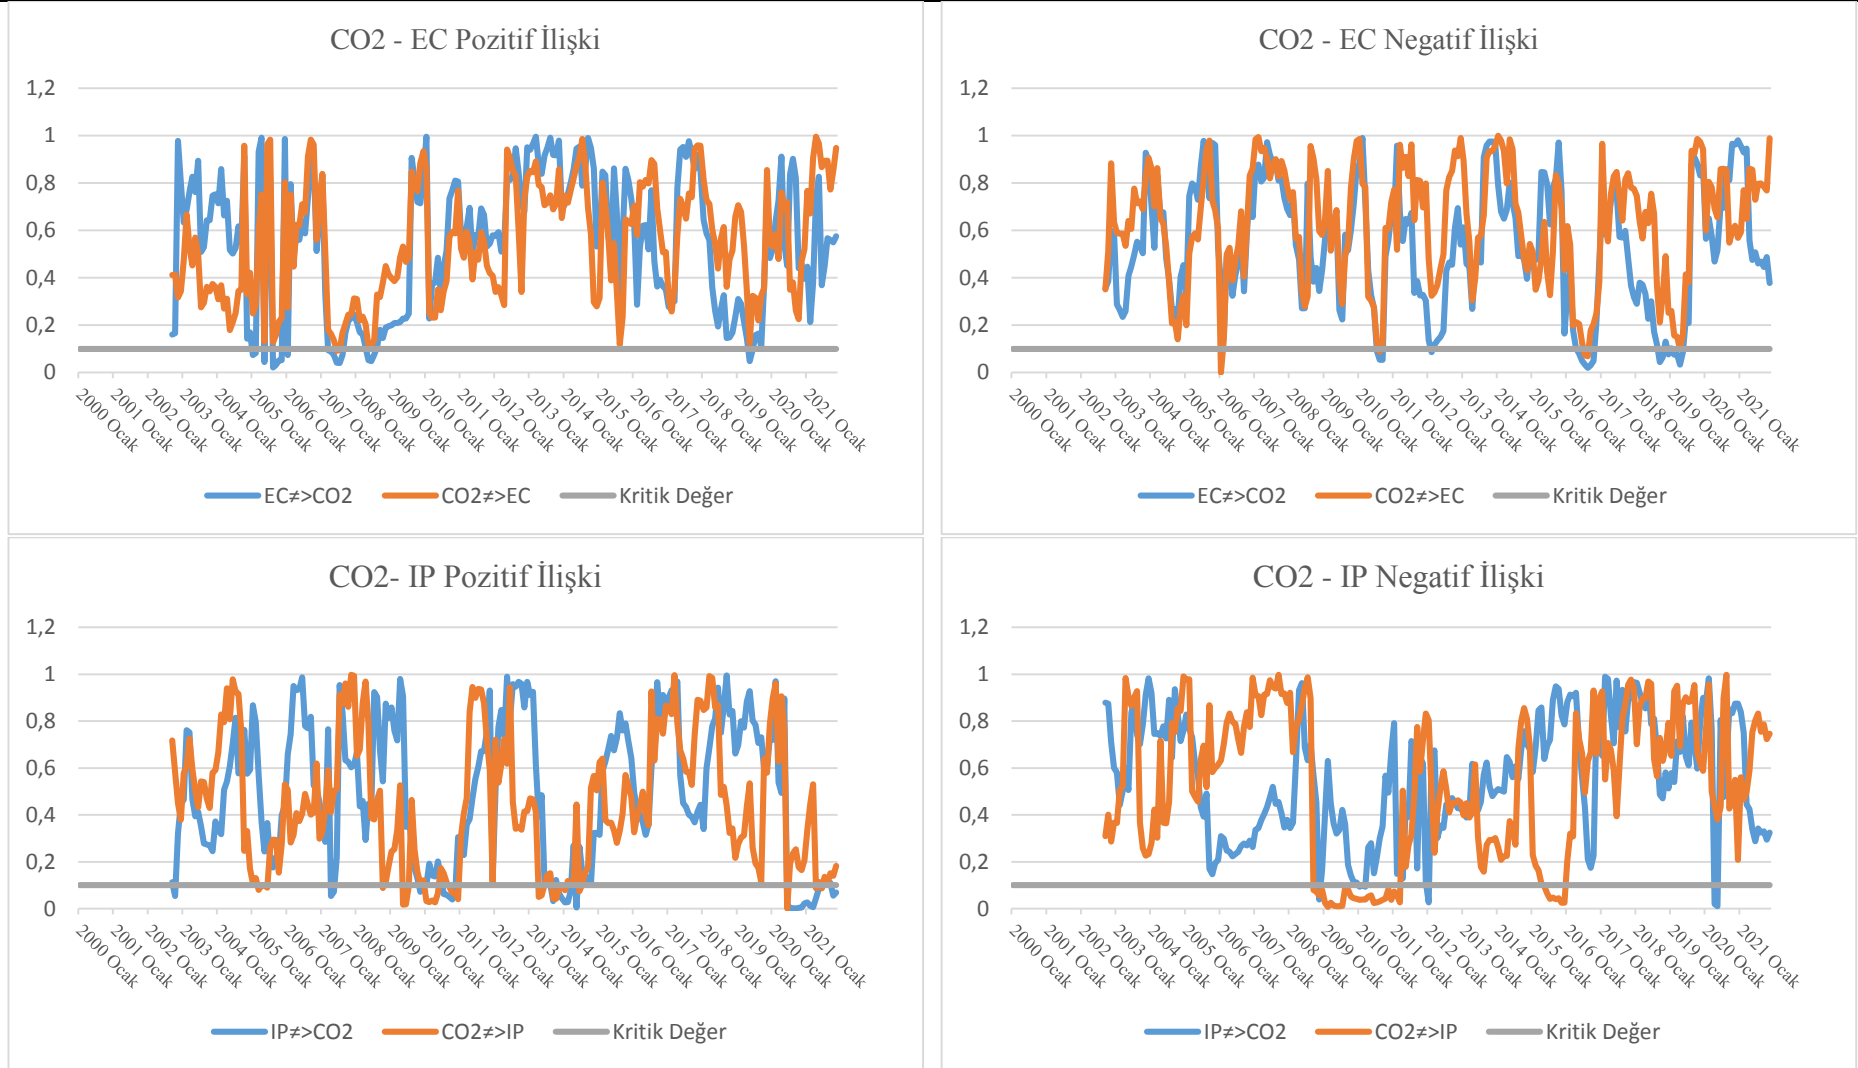 CO2 - EC Pozitif İlişki
1,2
1
0,8
0,6
0,4
0,2
0
2000 Ocak
2001 Ocak
2002 Ocak
2003 Ocak
2004 Ocak
2005 Ocak
2006 Ocak
2007 Ocak
2008 Ocak
2009 Ocak
2010 Ocak
2011 Ocak
2012 Ocak
2013 Ocak
2014 Ocak
2015 Ocak
2016 Ocak
2017 Ocak
2018 Ocak
2019 Ocak
2020 Ocak
2021 Ocak
EC≠>CO2 CO2≠>EC Kritik Değer
CO2 - EC Negatif İlişki
1,2
1
0,8
0,6
0,4
0,2
0
2000 Ocak
2001 Ocak
2002 Ocak
2003 Ocak
2004 Ocak
2005 Ocak
2006 Ocak
2007 Ocak
2008 Ocak
2009 Ocak
2010 Ocak
2011 Ocak
2012 Ocak
2013 Ocak
2014 Ocak
2015 Ocak
2016 Ocak
2017 Ocak
2018 Ocak
2019 Ocak
2020 Ocak
2021 Ocak
EC≠>CO2 CO2≠>EC Kritik Değer
CO2- IP Pozitif İlişki
1,2
1
0,8
0,6
0,4
0,2
0
2000 Ocak
2001 Ocak
2002 Ocak
2003 Ocak
2004 Ocak
2005 Ocak
2006 Ocak
2007 Ocak
2008 Ocak
2009 Ocak
2010 Ocak
2011 Ocak
2012 Ocak
2013 Ocak
2014 Ocak
2015 Ocak
2016 Ocak
2017 Ocak
2018 Ocak
2019 Ocak
2020 Ocak
2021 Ocak
IP≠>CO2 CO2≠>IP Kritik Değer
CO2 - IP Negatif İlişki
1,2
1
0,8
0,6
0,4
0,2
0
2000 Ocak
2001 Ocak
2002 Ocak
2003 Ocak
2004 Ocak
2005 Ocak
2006 Ocak
2007 Ocak
2008 Ocak
2009 Ocak
2010 Ocak
2011 Ocak
2012 Ocak
2013 Ocak
2014 Ocak
2015 Ocak
2016 Ocak
2017 Ocak
2018 Ocak
2019 Ocak
2020 Ocak
2021 Ocak
IP≠>CO2 CO2≠>IP Kritik Değer